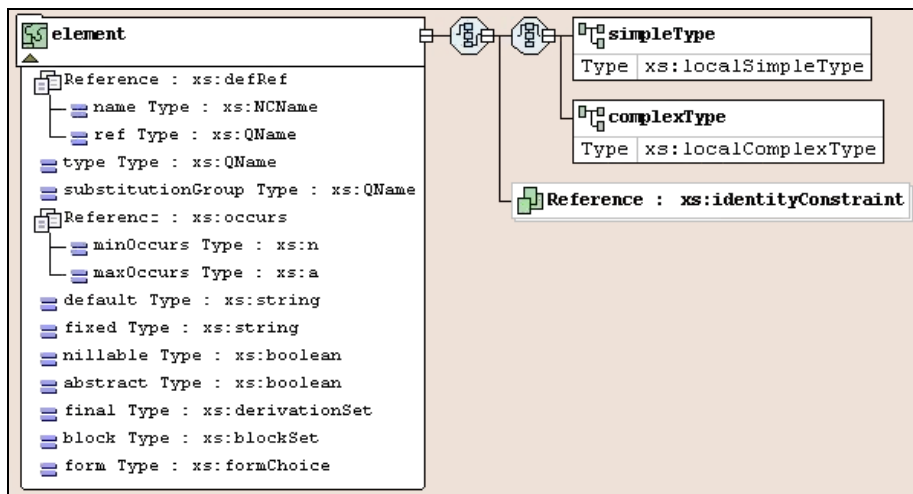 element
Reference : xs:defRef
name Type : xs:NCName
ref Type : xs:QName
type Type : xs:QName
substitutionGroup Type : xs:QName
Reference : xs:occurs
minOccurs Type : xs:n
maxOccurs Type : xs:a
default Type : xs:string
fixed Type : xs:string
nillable Type : xs:boolean
abstract Type : xs:boolean
final Type : xs:derivationSet
block Type : xs:blockSet
form Type : xs:formChoice
simpleType
Type xs:localSimpleType
complexType
Type xs:localComplexType
Reference : xs:identityConstraint